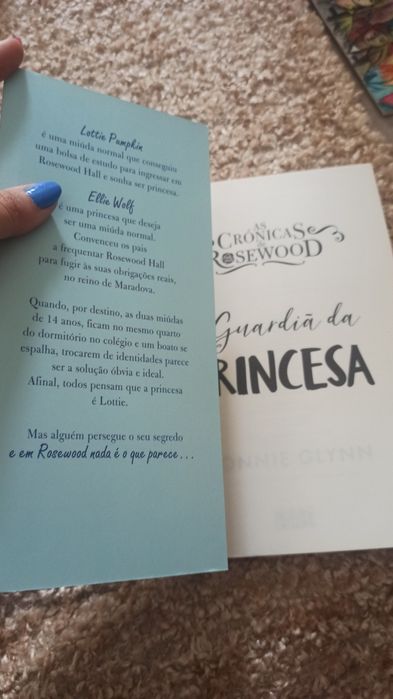 Lottie Pumpkin
é uma miúda normal que conseguiu
uma bolsa de estudo para ingressar em
Rosewood Hall e sonha ser princesa.
Ellie Wolf
é uma princesa que deseja
ser uma miúda normal.
Convenceu os pais
a frequentar Rosewood Hall
para fugir às suas obrigações reais,
no reino de Maradova.
Quando, por destino, as duas miúdas
de 14 anos, ficam no mesmo quarto
do dormitório no colégio e um boato se
espalha, trocarem de identidades parece
ser a solução óbvia e ideal.
Afinal, todos pensam que a princesa
é Lottie.
Mas alguém persegue o seu segredo
e em Rosewood nada é o que parece...
AS
CRÓNICAS
de
ROSEWOOD
Guardiã da
RINCESA
ONNIE GLYNN